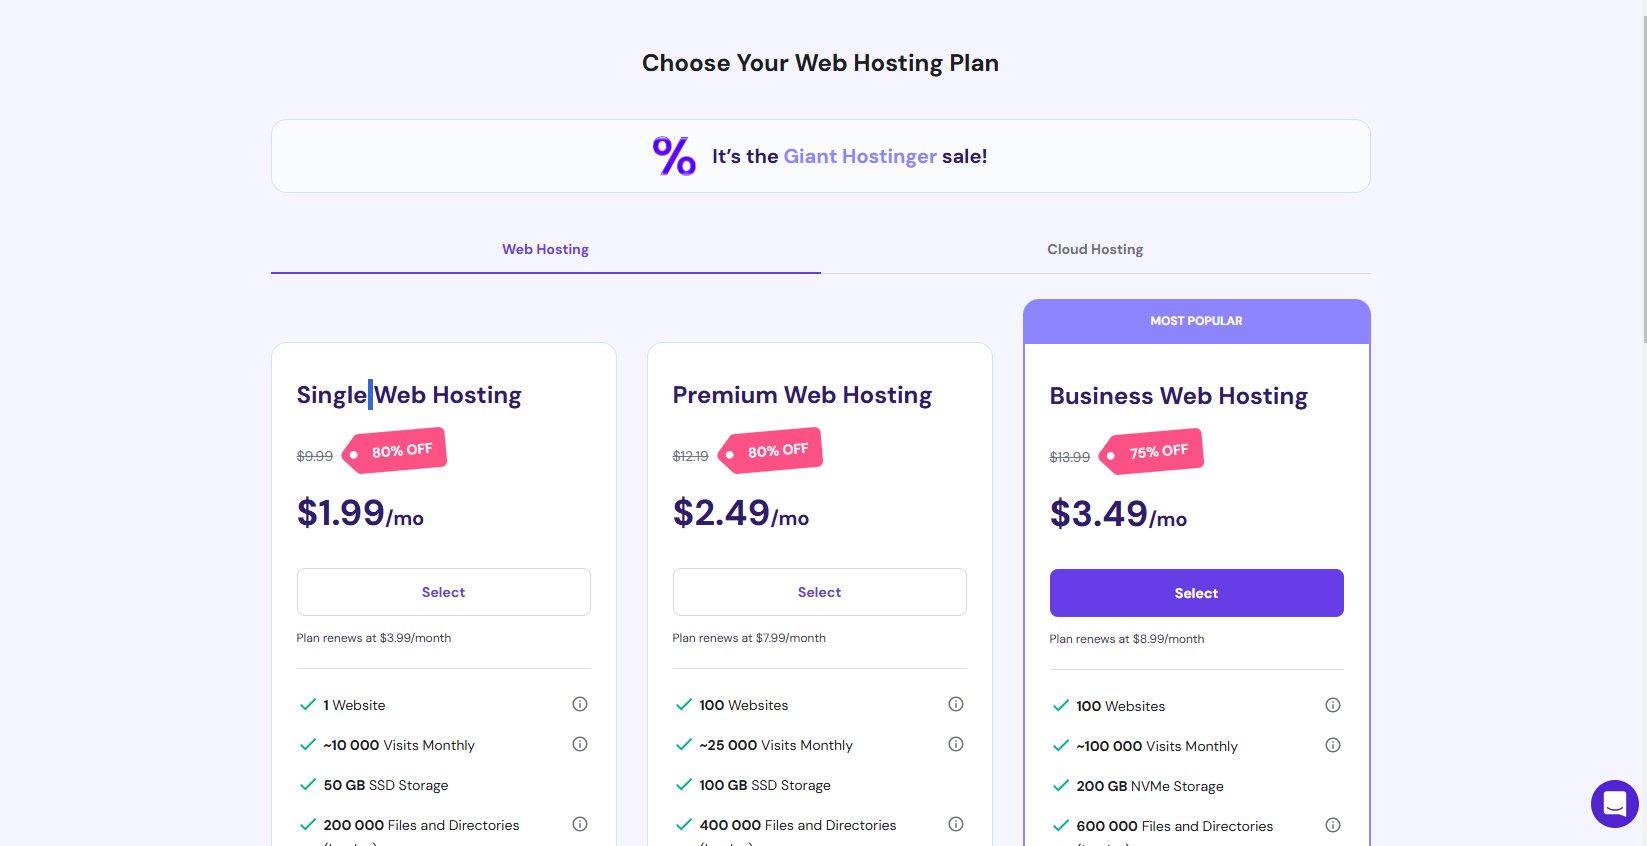 Choose Your Web Hosting Plan
% It's the Giant Hostinger sale!
Web Hosting
Cloud Hosting
Single Web Hosting
$9.99
80% OFF
$1.99/mo
Select
Plan renews at $3.99/month
1 Website
~10 000 Visits Monthly
50 GB SSD Storage
200 000 Files and Directories
Premium Web Hosting
$12.19
80% OFF
$2.49/mo
Select
Plan renews at $7.99/month
100 Websites
~25 000 Visits Monthly
100 GB SSD Storage
400 000 Files and Directories
MOST POPULAR
Business Web Hosting
$13.99
75% OFF
$3.49/mo
Select
Plan renews at $8.99/month
100 Websites
~100 000 Visits Monthly
200 GB NVMe Storage
600 000 Files and Directories